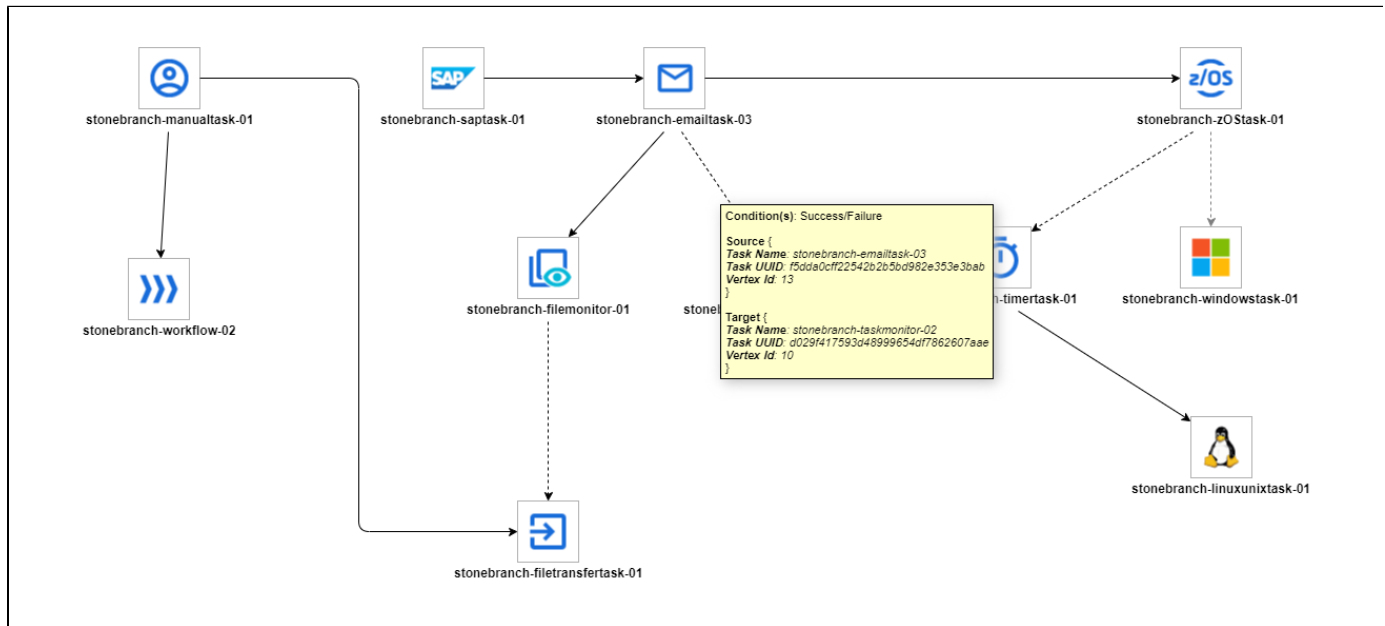 SAP
z/OS
stonebranch-manualtask-01
stonebranch-saptask-01
stonebranch-emailtask-03
stonebranch-zOStask-01
Condition(s): Success/Failure
Source {
Task Name: stonebranch-emailtask-03
Task UUID: f5dda0cff22542b2b5bd982e353e3bab
Vertex Id: 13
}
Target {
Task Name: stonebranch-taskmonitor-02
Task UUID: d029f417593d48999654df7862607aae
Vertex Id: 10
}
stonebranch-filemonitor-01
stoneb
-timertask-01
stonebranch-windowstask-01
stonebranch-workflow-02
stonebranch-linuxunixtask-01
stonebranch-filetransfertask-01